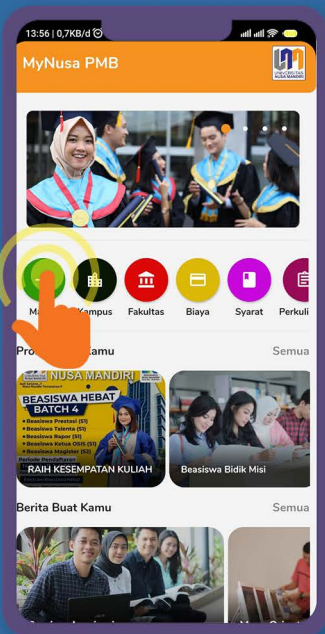 13:56 | 0,7KB/d
MyNusa PMB
UNIVERSITAS
NUSA MANDIRI
Kampus
Fakultas
Biaya
Syarat
Perkuli
Semua
NUSA MANDIRI
BEASISWA HEBAT
BATCH 4
• Beasiswa Prestasi (S1)
• Beasiswa Talenta (S1)
• Beasiswa Rapor (S1)
• Beasiswa Ketua OSIS (S1)
• Beasiswa Magister (S2)
Periode Pendaftaran
RAIH KESEMPATAN KULIAH
Beasiswa Bidik Misi
Berita Buat Kamu
Semua